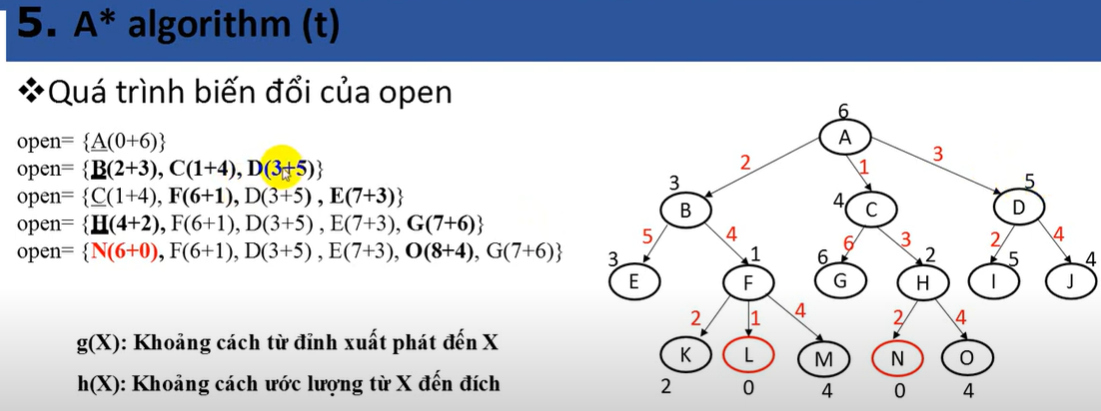 5. A* algorithm (t)
❖Quá trình biến đổi của open
open= {A(0+6)}
open= {B(2+3), C(1+4), D(3+5)}
open= {C(1+4), F(6+1), D(3+5) , E(7+3)}
open= {H(4+2), F(6+1), D(3+5) , E(7+3), G(7+6)}
open= {N(6+0), F(6+1), D(3+5) , E(7+3), O(8+4), G(7+6)}
g(X): Khoảng cách từ đỉnh xuất phát đến X
h(X): Khoảng cách ước lượng từ X đến đích
6
A
2 1 3
3 4 5
B C D
5 4 6 3 2 4
3 1 6 2 5 4
E F G H I J
2 1 4 2 4
K L M N O
2 0 4 0 4